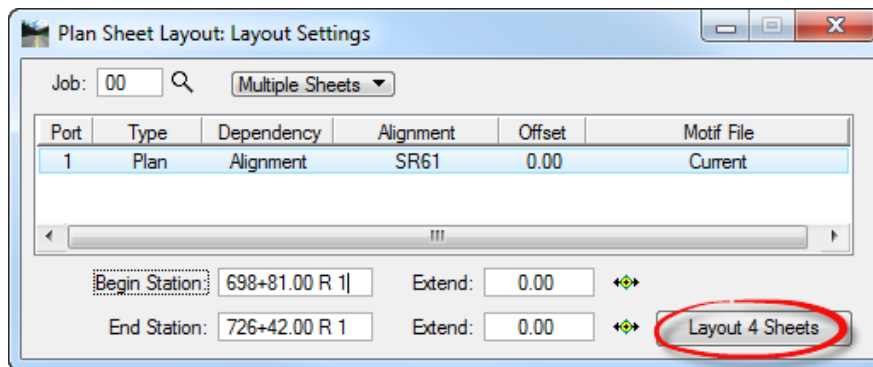 Plan Sheet Layout: Layout Settings
Job: 00 Multiple Sheets
Port Type Dependency Alignment Offset Motif File
1 Plan Alignment SR61 0.00 Current
Begin Station: 698+81.00 R 1 Extend: 0.00
End Station: 726+42.00 R 1 Extend: 0.00 Layout 4 Sheets